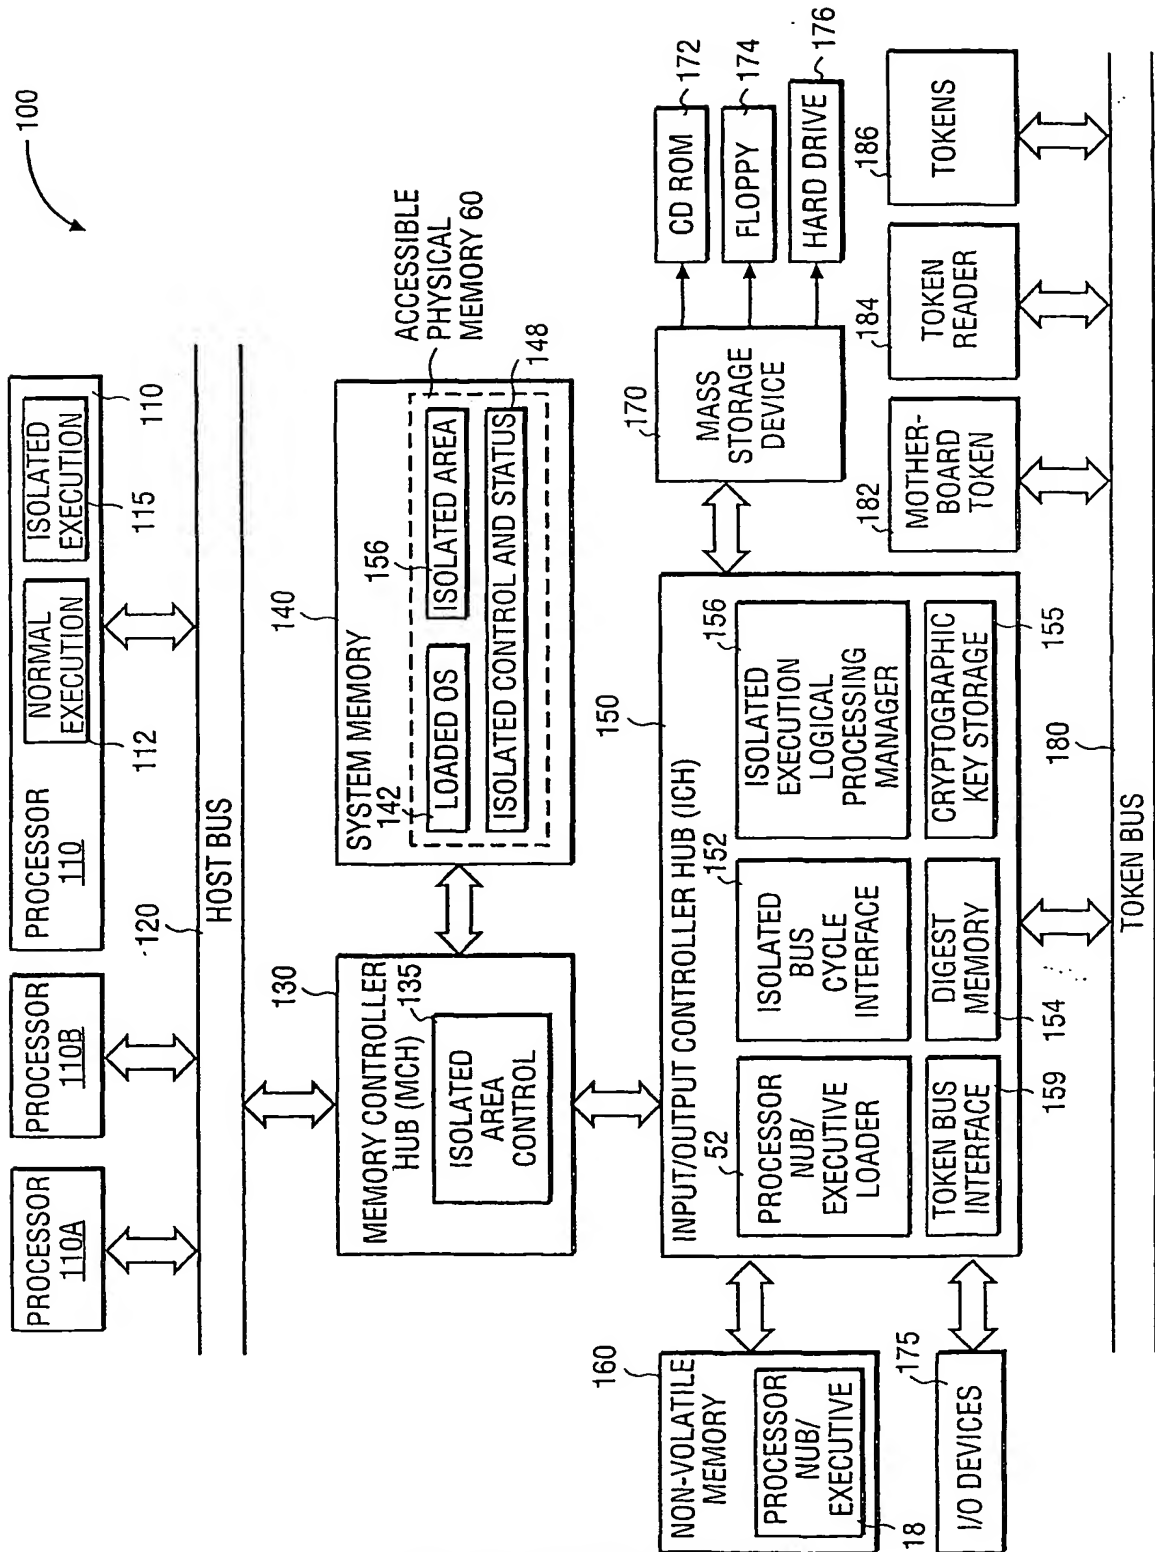 100
PROCESSOR
110A
PROCESSOR
110B
PROCESSOR
110
NORMAL
EXECUTION
112
ISOLATED
EXECUTION
115
110
120
HOST BUS
130
MEMORY CONTROLLER
HUB (MCH)
135
ISOLATED
AREA
CONTROL
140
SYSTEM MEMORY
142
LOADED OS
156
ISOLATED AREA
ISOLATED CONTROL AND STATUS
148
ACCESSIBLE
PHYSICAL
MEMORY 60
150
INPUT/OUTPUT CONTROLLER HUB (ICH)
52
PROCESSOR
NUB/
EXECUTIVE
LOADER
152
ISOLATED
BUS
CYCLE
INTERFACE
156
ISOLATED
EXECUTION
LOGICAL
PROCESSING
MANAGER
TOKEN BUS
INTERFACE
159
DIGEST
MEMORY
154
CRYPTOGRAPHIC
KEY STORAGE
155
160
NON-VOLATILE
MEMORY
PROCESSOR
NUB/
EXECUTIVE
18
175
I/O DEVICES
170
MASS
STORAGE
DEVICE
CD ROM
172
FLOPPY
174
HARD DRIVE
176
182
MOTHER-
BOARD
TOKEN
184
TOKEN
READER
186
TOKENS
180
TOKEN BUS